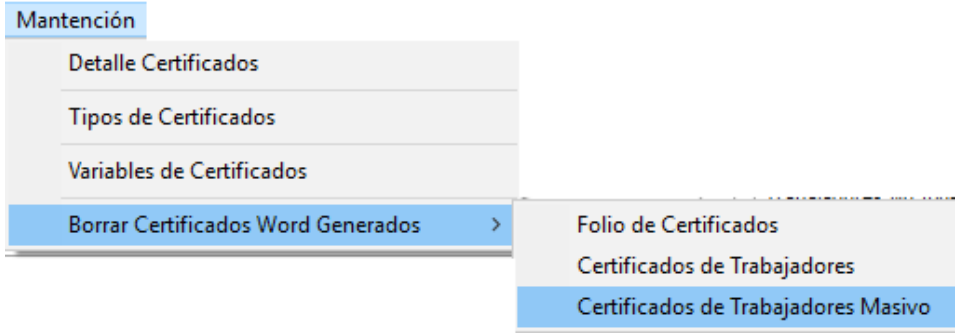 Mantención
Detalle Certificados
Tipos de Certificados
Variables de Certificados
Borrar Certificados Word Generados >
Folio de Certificados
Certificados de Trabajadores
Certificados de Trabajadores Masivo